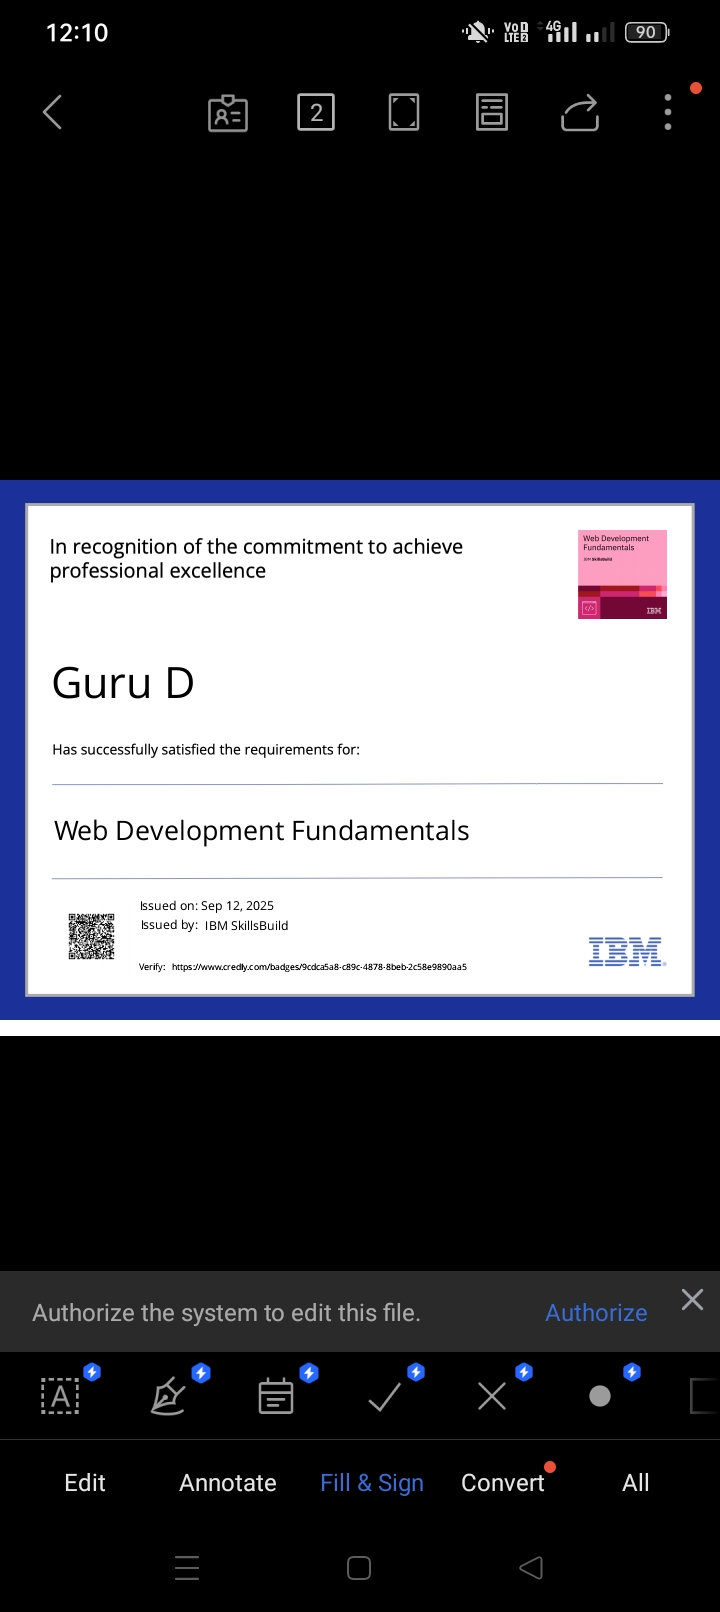 12:10
VoD
LTE2
4G
90
2
In recognition of the commitment to achieve
professional excellence
Web Development
Fundamentals
IBM SkillsBuild
</>
IBM
Guru D
Has successfully satisfied the requirements for:
Web Development Fundamentals
Issued on: Sep 12, 2025
Issued by: IBM SkillsBuild
Verify: https://www.credly.com/badges/9cdca5a8-c89c-4878-8beb-2c58e9890aa5
IBM®
Authorize the system to edit this file.
Authorize
A
Edit
Annotate
Fill & Sign
Convert
All